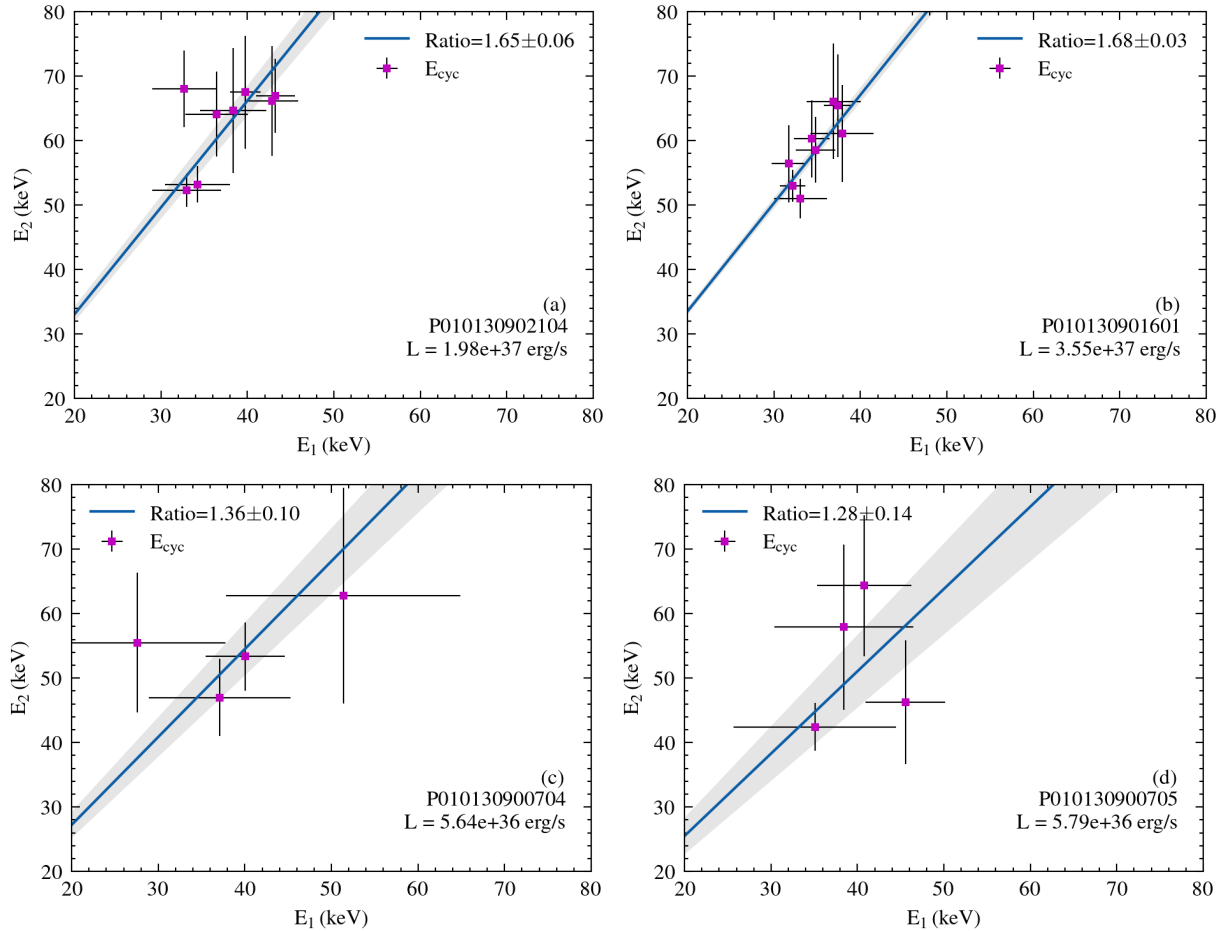 80
70
60
50
40
30
20
E₂ (keV)
Ratio=1.65±0.06
E_cyc
(a)
P010130902104
L = 1.98e+37 erg/s
20 30 40 50 60 70 80
E₁ (keV)
80
70
60
50
40
30
20
E₂ (keV)
Ratio=1.68±0.03
E_cyc
(b)
P010130901601
L = 3.55e+37 erg/s
20 30 40 50 60 70 80
E₁ (keV)
80
70
60
50
40
30
20
E₂ (keV)
Ratio=1.36±0.10
E_cyc
(c)
P010130900704
L = 5.64e+36 erg/s
20 30 40 50 60 70 80
E₁ (keV)
80
70
60
50
40
30
20
E₂ (keV)
Ratio=1.28±0.14
E_cyc
(d)
P010130900705
L = 5.79e+36 erg/s
20 30 40 50 60 70 80
E₁ (keV)